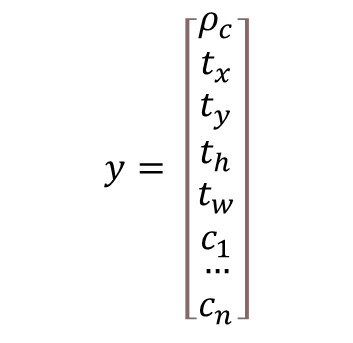 ρ_c
t_x
t_y
t_h
y = t_w
c_1
...
c_n